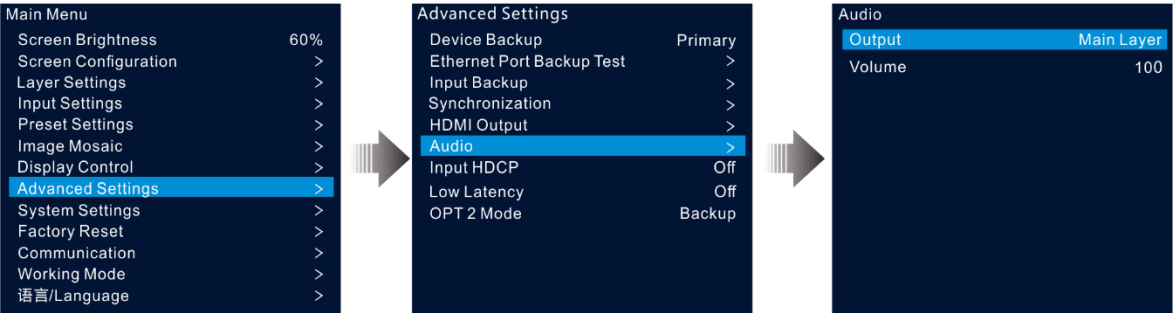 Main Menu
Screen Brightness 60%
Screen Configuration >
Layer Settings >
Input Settings >
Preset Settings >
Image Mosaic >
Display Control >
Advanced Settings >
System Settings >
Factory Reset >
Communication >
Working Mode >
语言/Language >
Advanced Settings
Device Backup Primary
Ethernet Port Backup Test >
Input Backup >
Synchronization >
HDMI Output >
Audio >
Input HDCP Off
Low Latency Off
OPT 2 Mode Backup
Audio
Output Main Layer
Volume 100